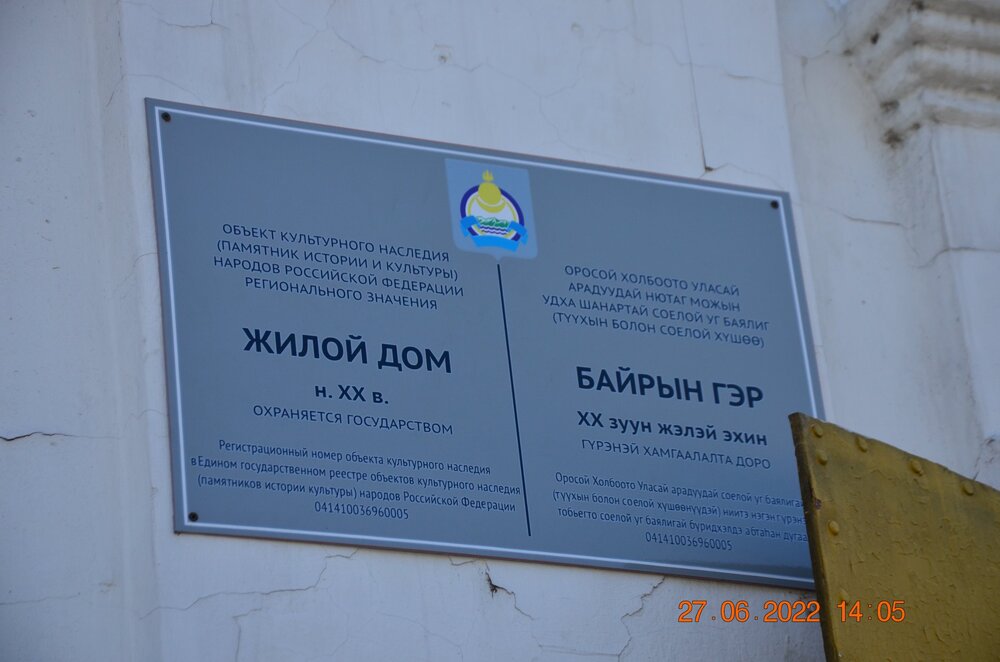 ОБЪЕКТ КУЛЬТУРНОГО НАСЛЕДИЯ
(ПАМЯТНИК ИСТОРИИ И КУЛЬТУРЫ)
НАРОДОВ РОССИЙСКОЙ ФЕДЕРАЦИИ
РЕГИОНАЛЬНОГО ЗНАЧЕНИЯ
ЖИЛОЙ ДОМ
н. XX в.
ОХРАНЯЕТСЯ ГОСУДАРСТВОМ
Регистрационный номер объекта культурного наследия
в Едином государственном реестре объектов культурного наследия
(памятников истории культуры) народов Российской Федерации
041410036960005
ОРОСОЙ ХОЛБООТО УЛАСАЙ
АРАДУУДАЙ НЮТАГ МОЖЫН
УДХА ШАНАРТАЙ СОЕЛОЙ УГ БАЯЛИГ
(ТҮҮХЫН БОЛОН СОЕЛОЙ ХҮШӨӨ)
БАЙРЫН ГЭР
XX зуун жэлэй эхин
ГҮРЭНЭЙ ХАМГААЛАЛТА ДОРО
Оросой Холбоото Уласай арадуудай соелой уг баялигай
(түүхын болон соелой хүшөөнүүдэй) ниитэ нэгэн гүрэн
тобьёгто соелой уг баялигай бүридхэлдэ абтаһан дугаа
041410036960005
27.06.2022 14:05